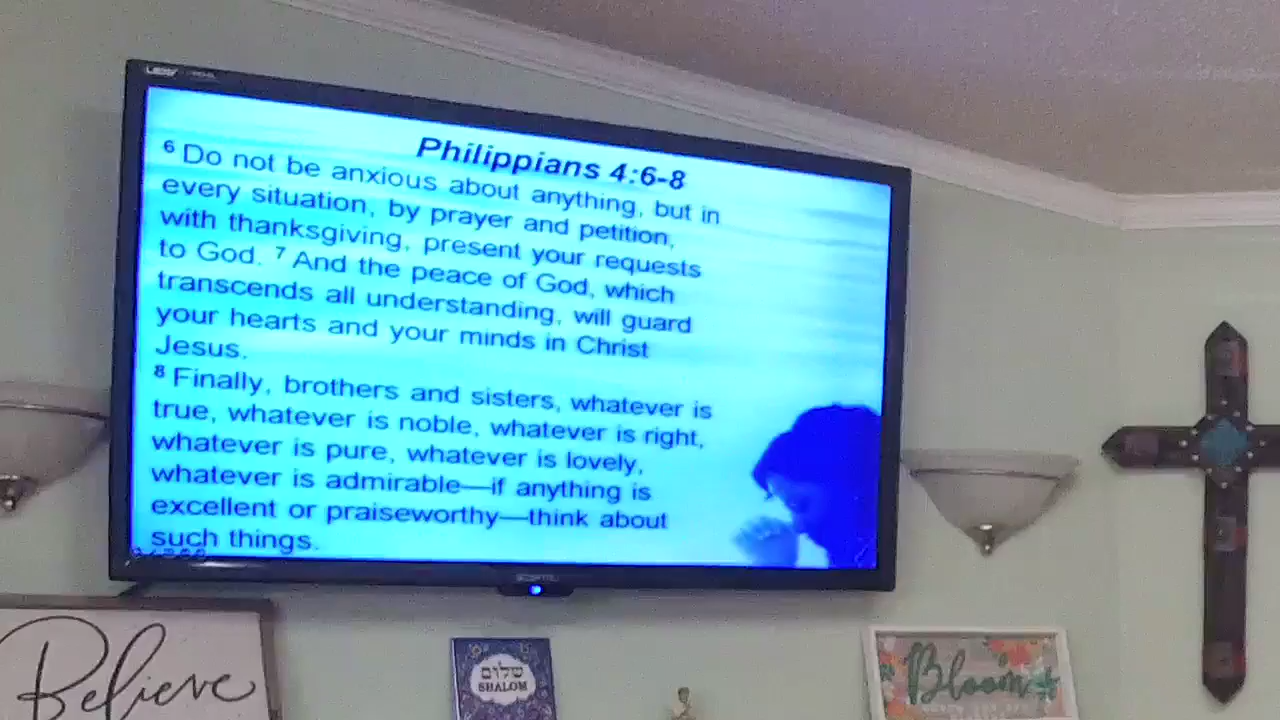 Philippians 4:6-8
6 Do not be anxious about anything, but in
every situation, by prayer and petition,
with thanksgiving, present your requests
to God. 7 And the peace of God, which
transcends all understanding, will guard
your hearts and your minds in Christ
Jesus.
8 Finally, brothers and sisters, whatever is
true, whatever is noble, whatever is right,
whatever is pure, whatever is lovely,
whatever is admirable—if anything is
excellent or praiseworthy—think about
such things.
Believe
שלום
SHALOM
Bloom